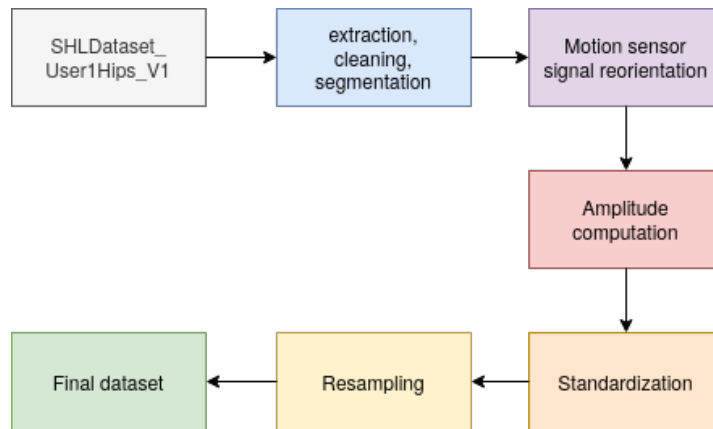 SHLDataset_
User1Hips_V1
extraction,
cleaning,
segmentation
Motion sensor
signal reorientation
Amplitude
computation
Standardization
Resampling
Final dataset